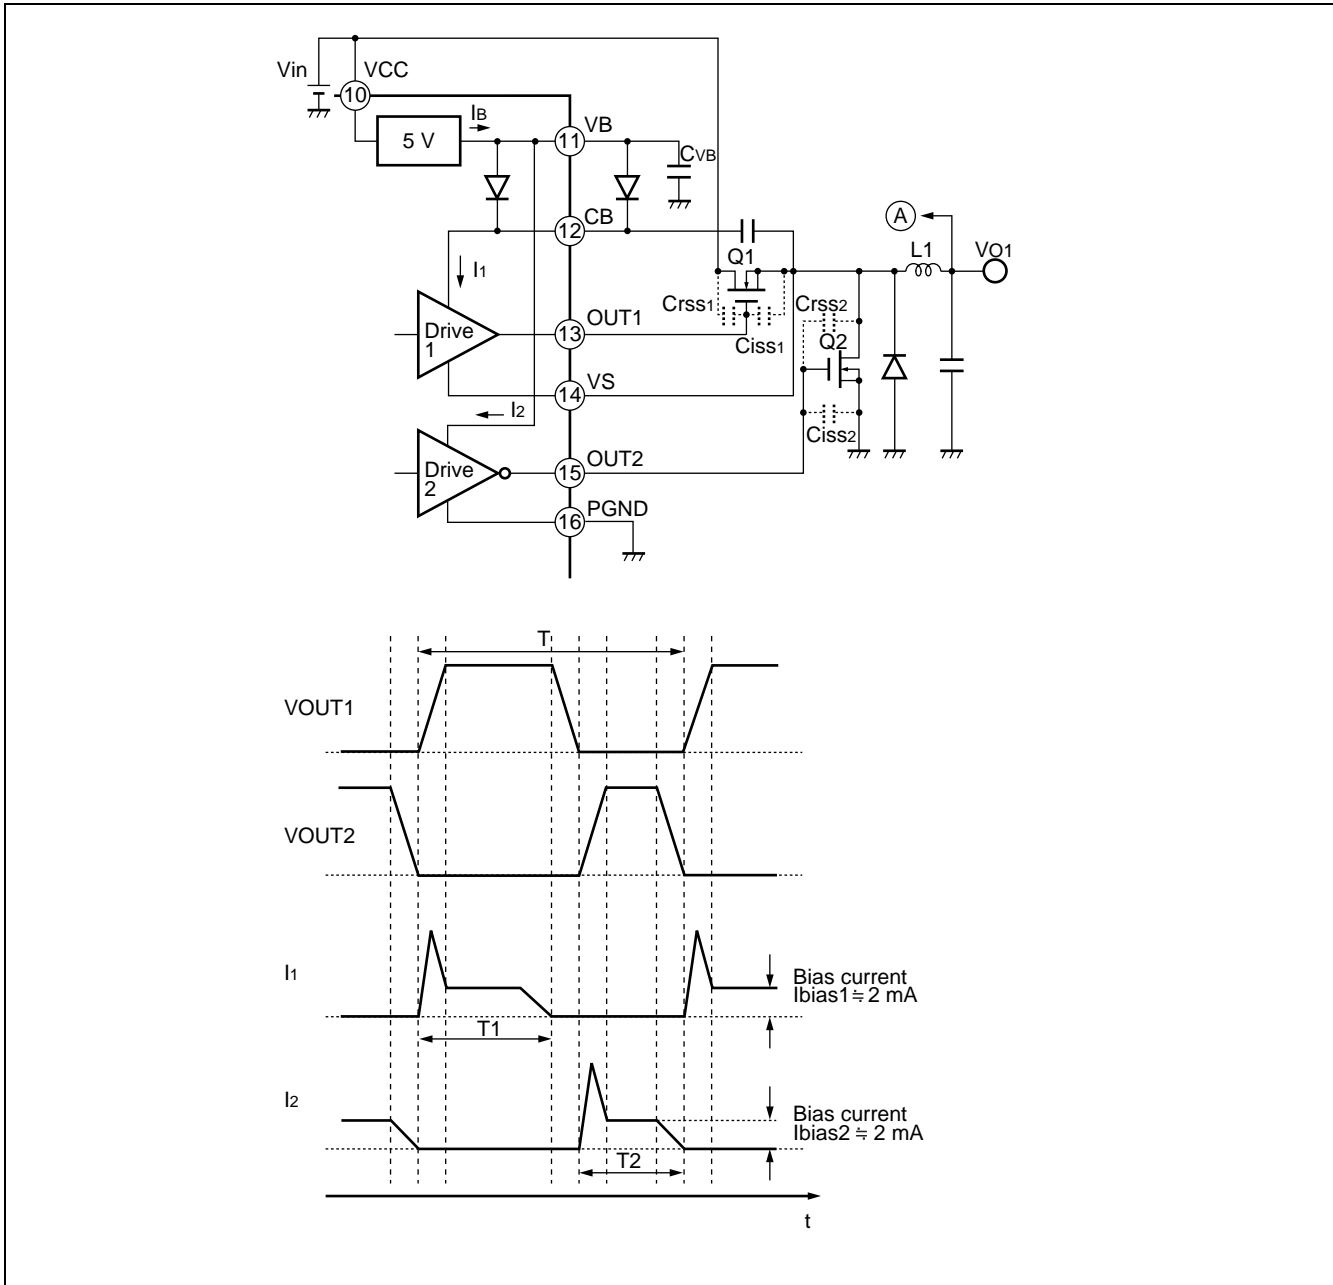 Vin
VCC
10
5 V
IB
VB
11
CVB
CB
12
I1
Q1
A
L1
VO1
Drive
1
OUT1
13
Crss1
Ciss1
Crss2
Q2
VS
14
I2
Ciss2
Drive
2
OUT2
15
PGND
16
T
VOUT1
VOUT2
I1
Bias current
Ibias1≒2 mA
T1
I2
Bias current
Ibias2≒2 mA
T2
t